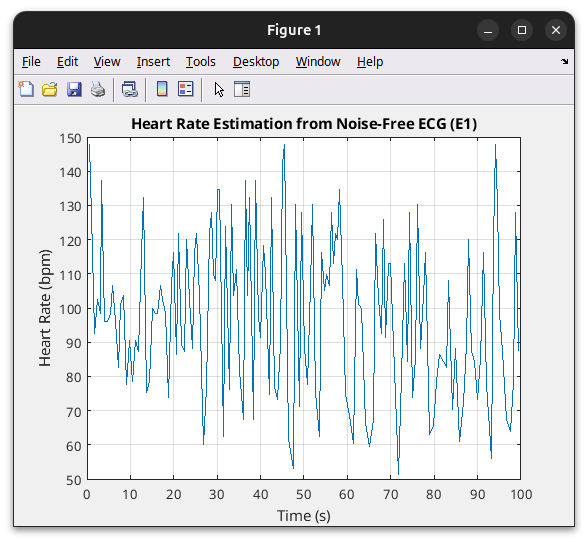 Figure 1
File Edit View Insert Tools Desktop Window Help
Heart Rate Estimation from Noise-Free ECG (E1)
150
140
130
120
110
100
90
80
70
60
50
Heart Rate (bpm)
0 10 20 30 40 50 60 70 80 90 100
Time (s)